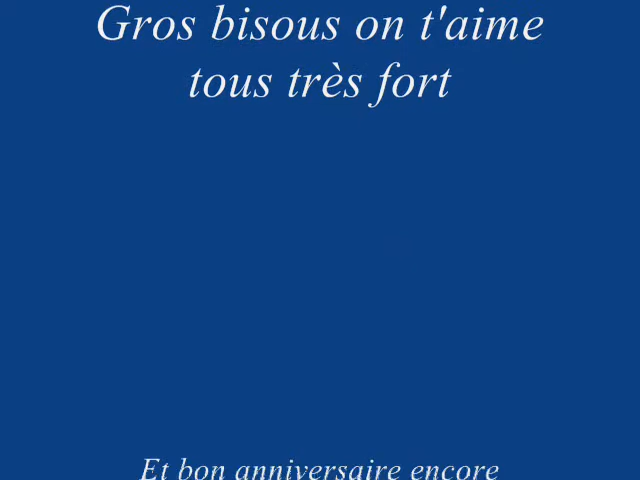 Gros bisous on t'aime
tous très fort
Et bon anniversaire encore